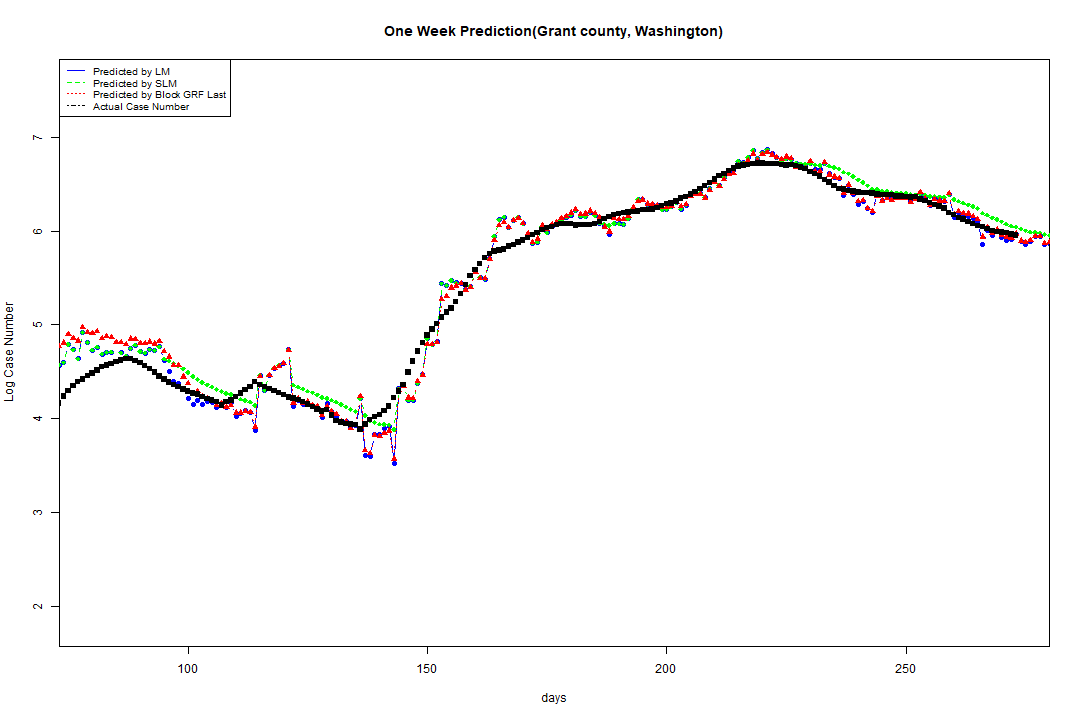 One Week Prediction(Grant county, Washington)
Predicted by LM
Predicted by SLM
Predicted by Block GRF Last
Actual Case Number
7
6
5
4
3
2
Log Case Number
100 150 200 250
days